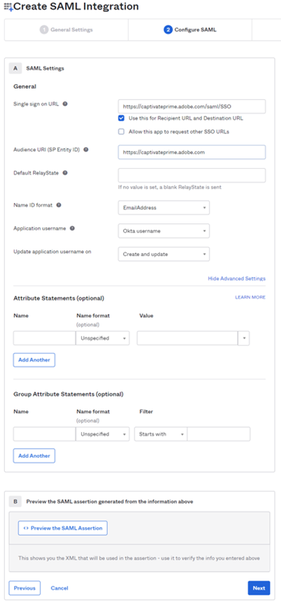 Create SAML Integration
1 General Settings
2 Configure SAML
A SAML Settings
General
Single sign on URL
https://captivateprime.adobe.com/saml/SSO
Use this for Recipient URL and Destination URL
Allow this app to request other SSO URLs
Audience URI (SP Entity ID)
https://captivateprime.adobe.com
Default RelayState
If no value is set, a blank RelayState is sent
Name ID format
EmailAddress
Application username
Okta username
Update application username on
Create and update
Hide Advanced Settings
Attribute Statements (optional)
LEARN MORE
Name Name format Value
(optional)
Unspecified
Add Another
Group Attribute Statements (optional)
Name Name format Filter
(optional)
Unspecified Starts with
Add Another
B Preview the SAML assertion generated from the information above
<> Preview the SAML Assertion
This shows you the XML that will be used in the assertion - use it to verify the info you entered above
Previous Cancel Next